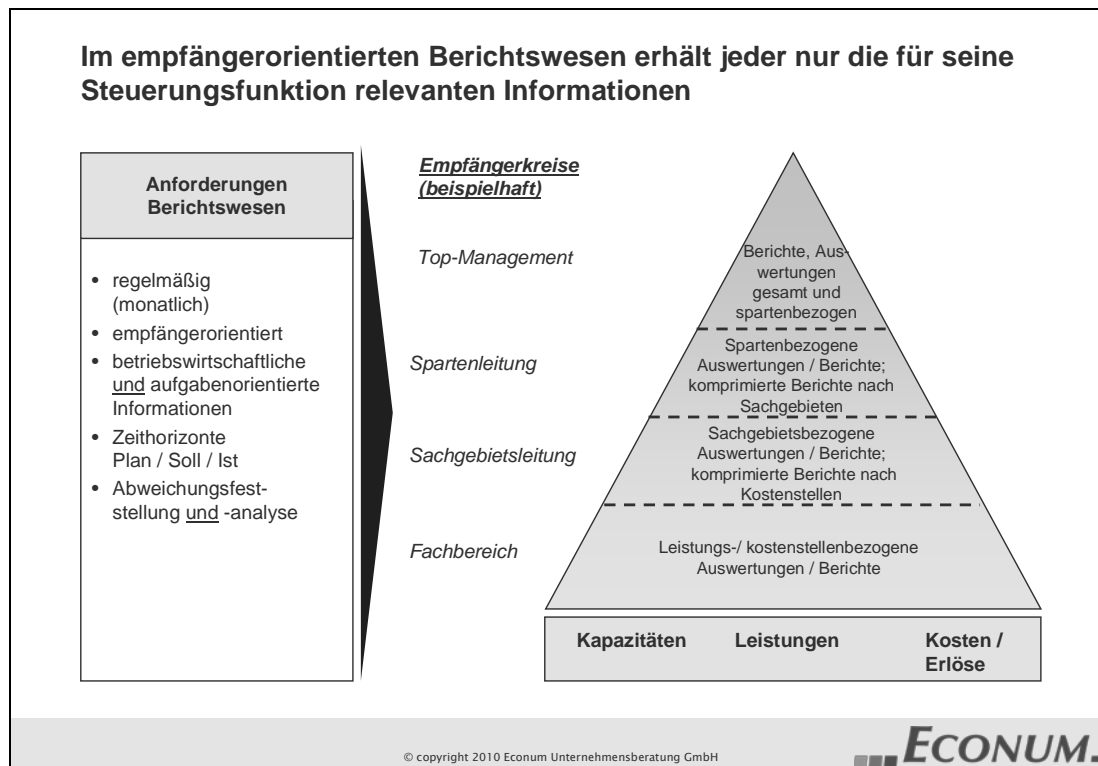 Im empfängerorientierten Berichtswesen erhält jeder nur die für seine
Steuerungsfunktion relevanten Informationen
Anforderungen
Berichtswesen
• regelmäßig
(monatlich)
• empfängerorientiert
• betriebswirtschaftliche
und aufgabenorientierte
Informationen
• Zeithorizonte
Plan / Soll / Ist
• Abweichungsfest-
stellung und -analyse
Empfängerkreise
(beispielhaft)
Top-Management
Spartenleitung
Sachgebietsleitung
Fachbereich
Berichte, Aus-
wertungen
gesamt und
spartenbezogen
Spartenbezogene
Auswertungen / Berichte;
komprimierte Berichte nach
Sachgebieten
Sachgebietsbezogene
Auswertungen / Berichte;
komprimierte Berichte nach
Kostenstellen
Leistungs-/ kostenstellenbezogene
Auswertungen / Berichte
Kapazitäten Leistungen Kosten /
Erlöse
© copyright 2010 Econum Unternehmensberatung GmbH
ECONUM.